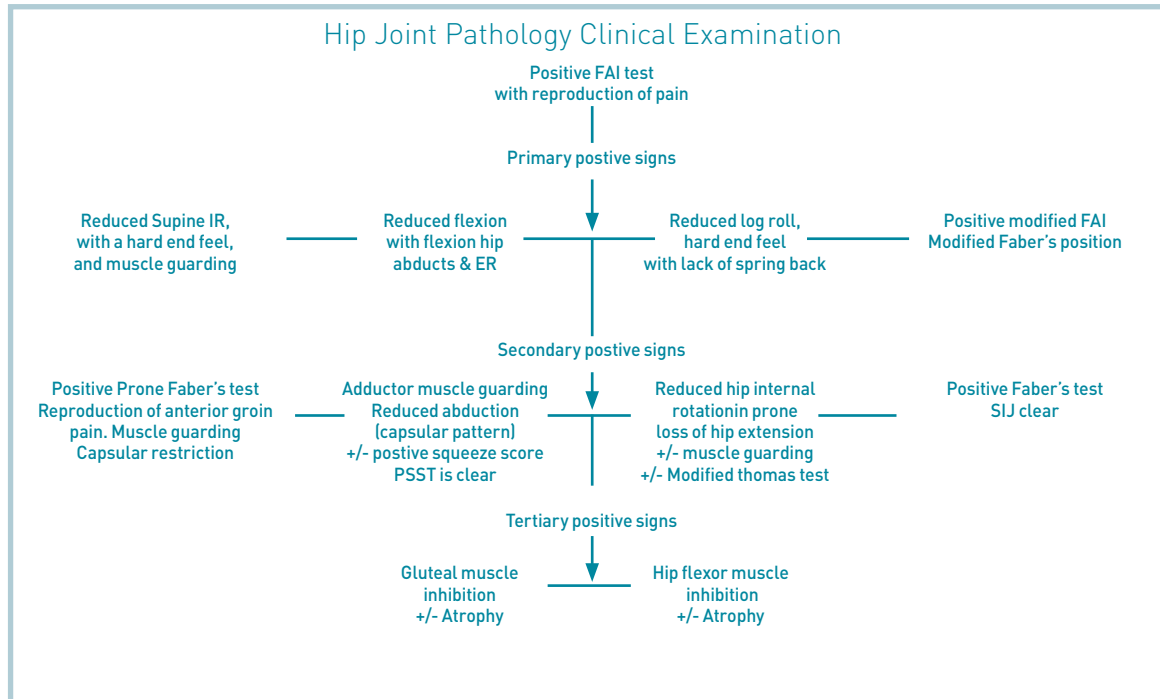 Hip Joint Pathology Clinical Examination
Positive FAI test
with reproduction of pain
Primary postive signs
Reduced Supine IR,
with a hard end feel,
and muscle guarding
Reduced flexion
with flexion hip
abducts & ER
Reduced log roll,
hard end feel
with lack of spring back
Positive modified FAI
Modified Faber's position
Secondary postive signs
Positive Prone Faber's test
Reproduction of anterior groin
pain. Muscle guarding
Capsular restriction
Adductor muscle guarding
Reduced abduction
(capsular pattern)
+/- postive squeeze score
PSST is clear
Reduced hip internal
rotationin prone
loss of hip extension
+/- muscle guarding
+/- Modified thomas test
Positive Faber's test
SIJ clear
Tertiary positive signs
Gluteal muscle
inhibition
+/- Atrophy
Hip flexor muscle
inhibition
+/- Atrophy